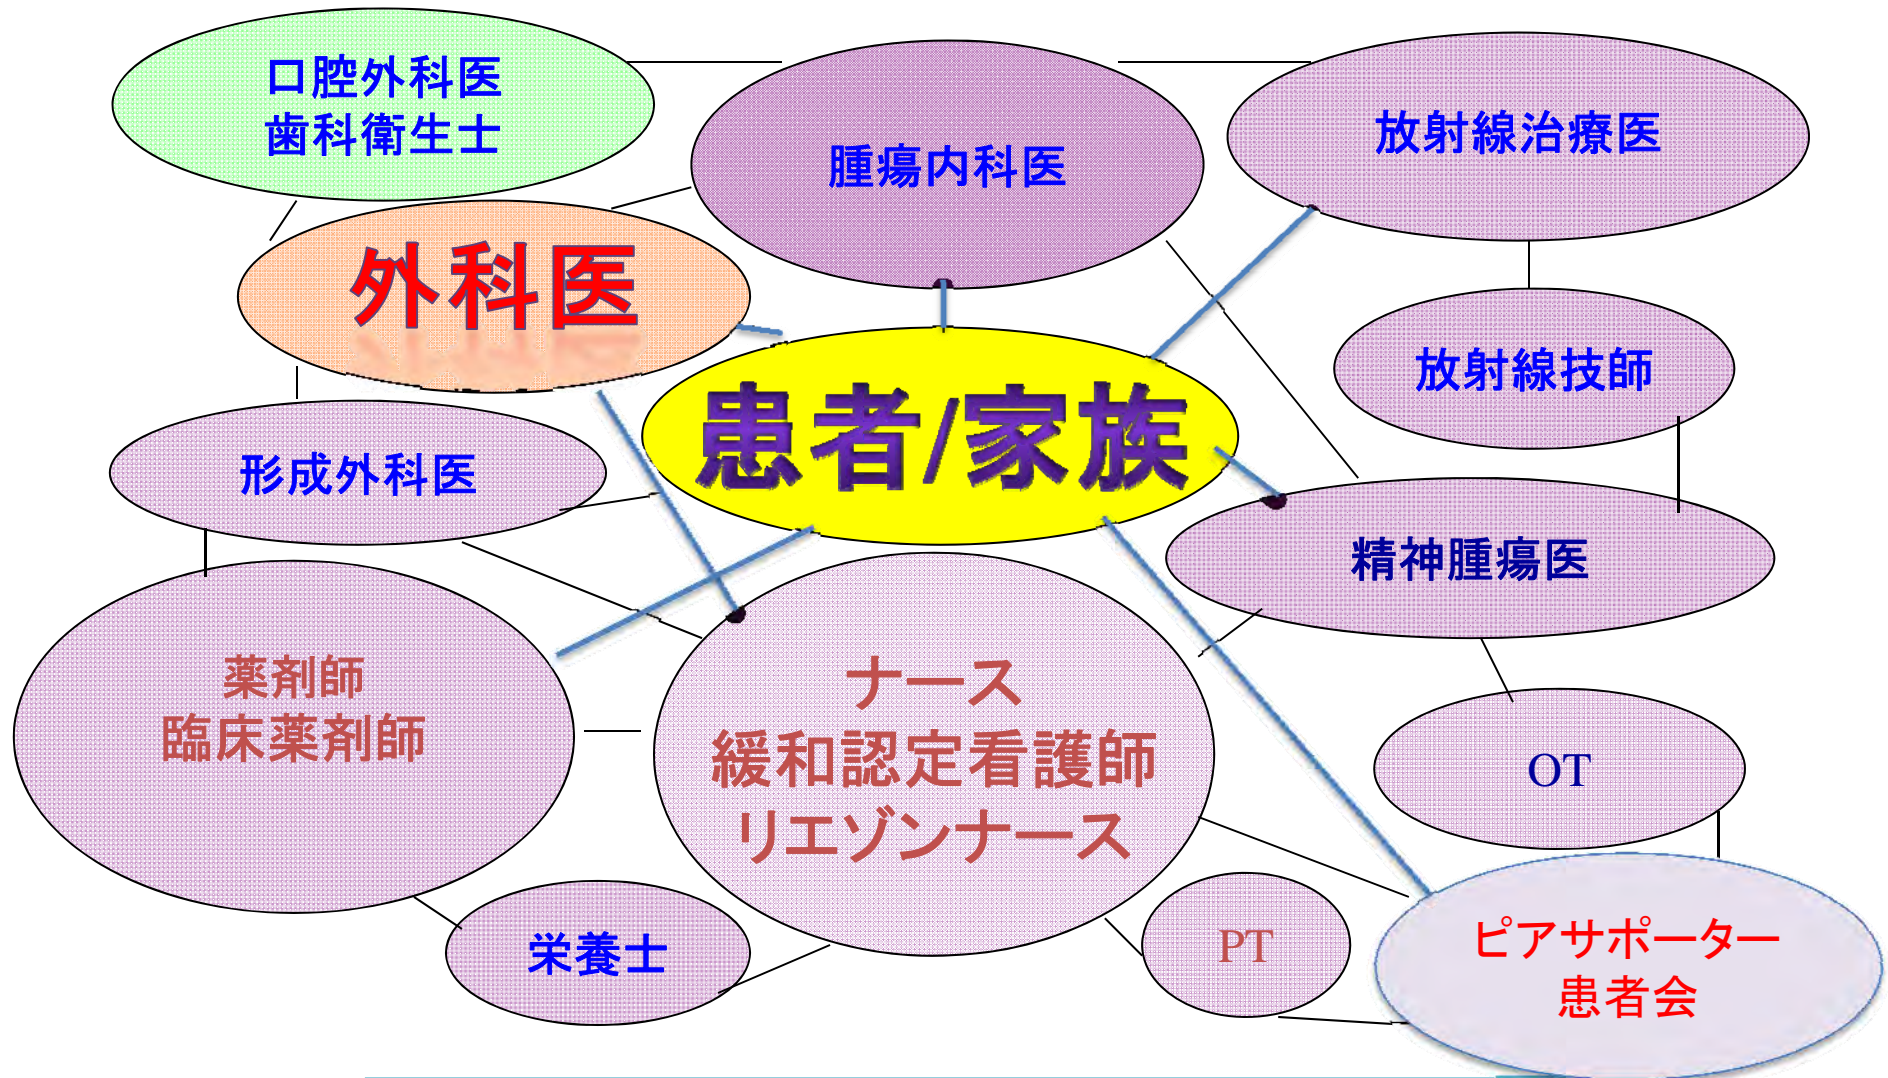 口腔外科医
歯科衛生士
腫瘍内科医
放射線治療医
外科医
放射線技師
患者/家族
形成外科医
精神腫瘍医
薬剤師
臨床薬剤師
ナース
緩和認定看護師
リエゾンナース
OT
栄養士
PT
ピアサポーター
患者会